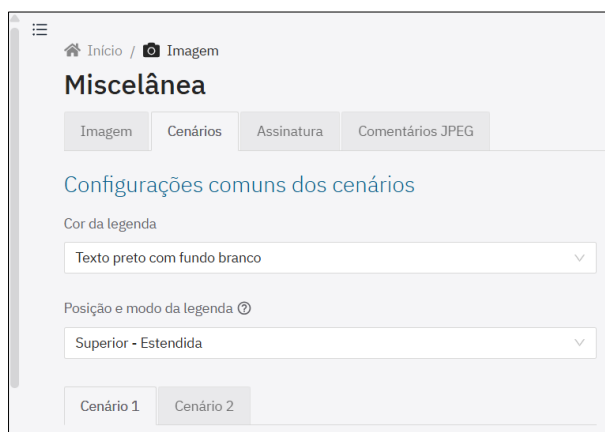 Início / Imagem
Miscelânea
Imagem Cenários Assinatura Comentários JPEG
Configurações comuns dos cenários
Cor da legenda
Texto preto com fundo branco
Posição e modo da legenda
Superior - Estendida
Cenário 1 Cenário 2